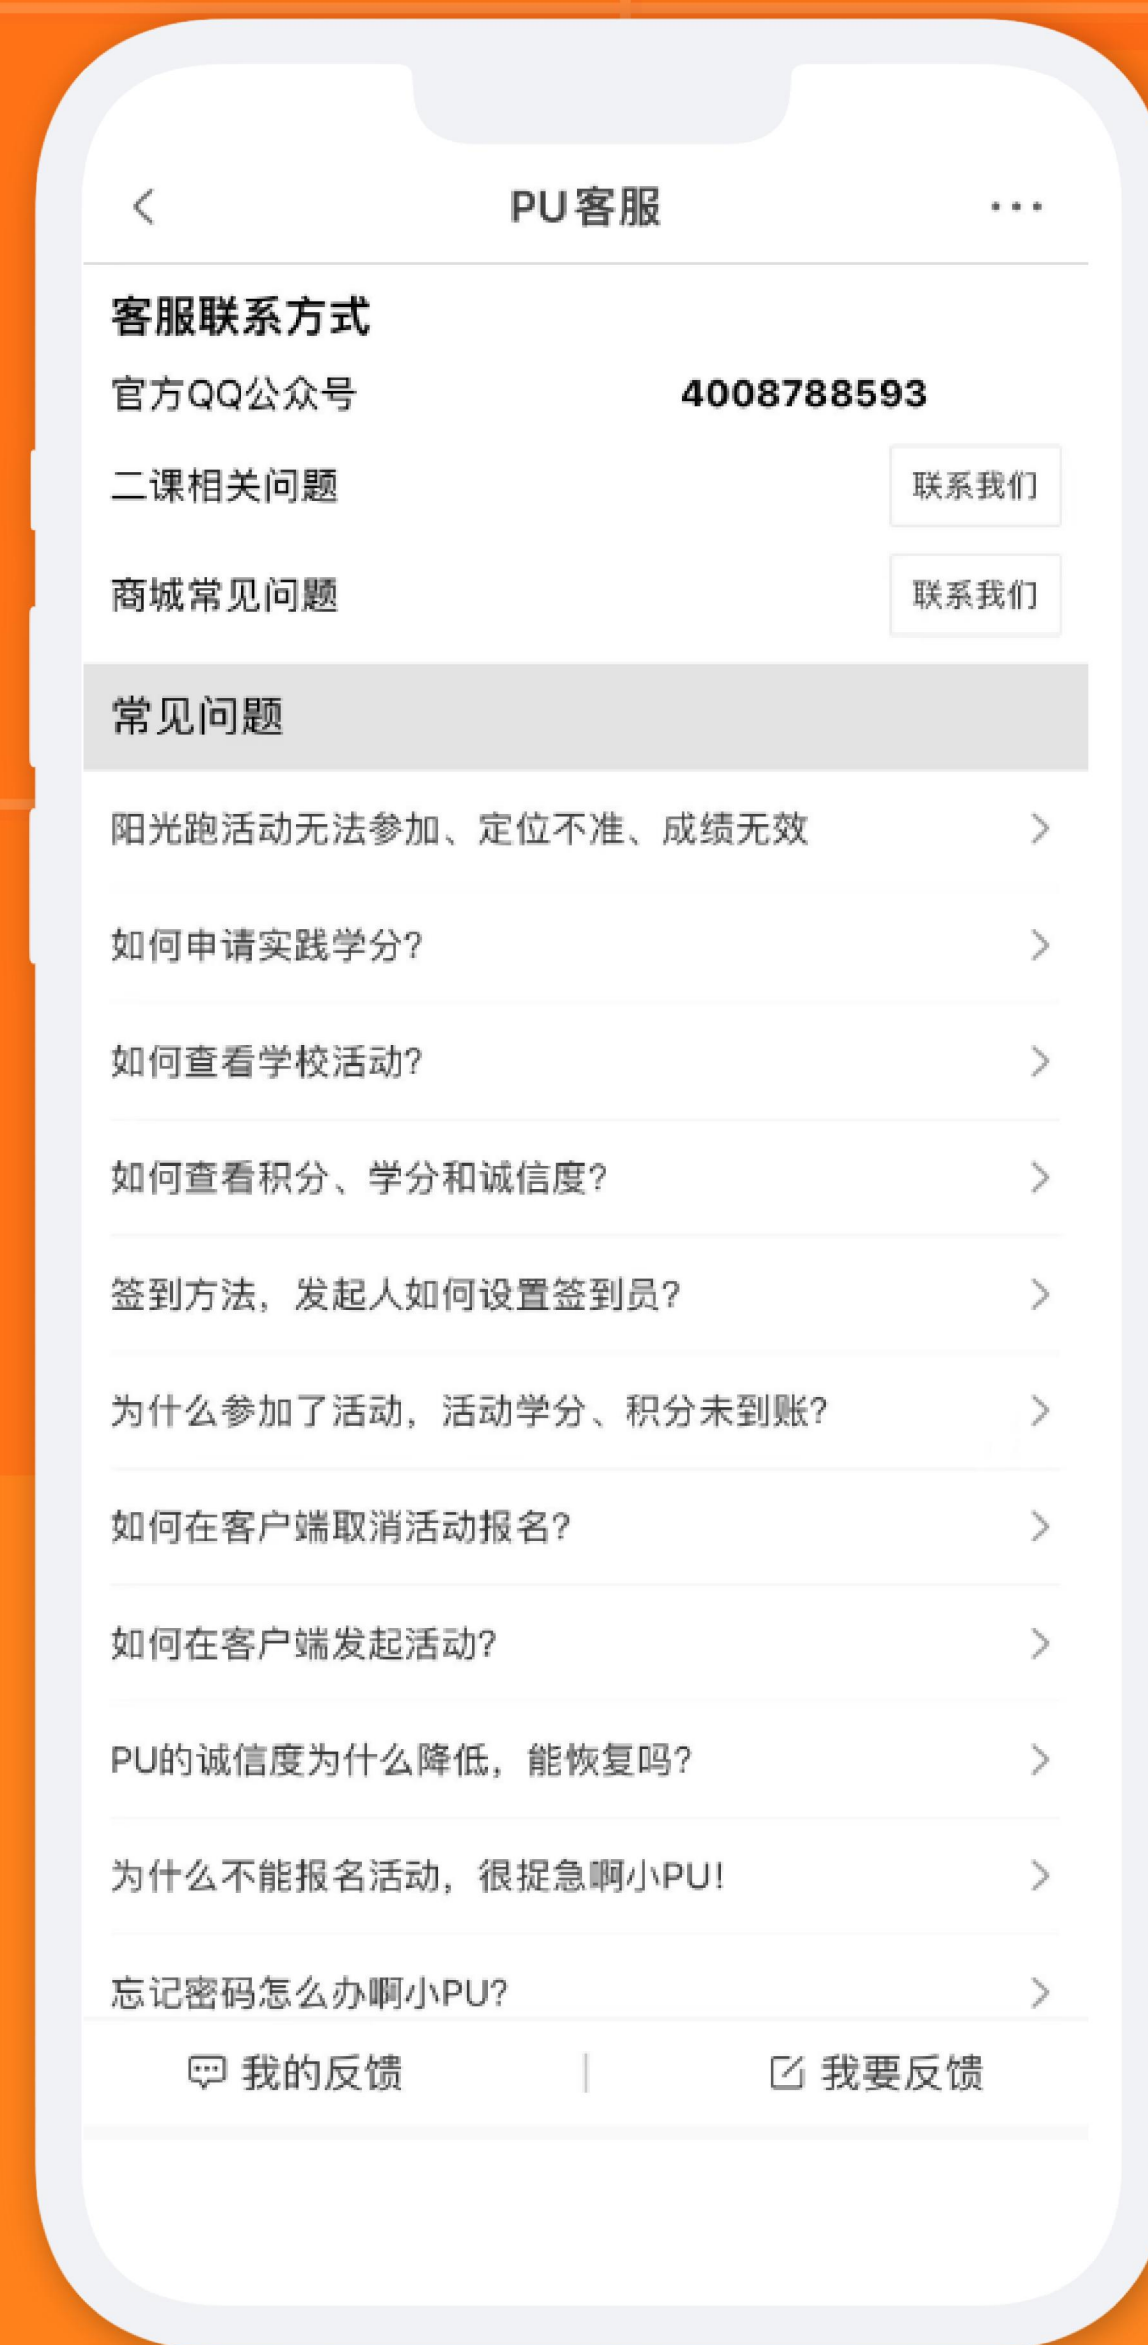 PU客服
客服联系方式
官方QQ公众号 4008788593
二课相关问题 联系我们
商城常见问题 联系我们
常见问题
阳光跑活动无法参加、定位不准、成绩无效
如何申请实践学分?
如何查看学校活动?
如何查看积分、学分和诚信度?
签到方法，发起人如何设置签到员?
为什么参加了活动，活动学分、积分未到账?
如何在客户端取消活动报名?
如何在客户端发起活动?
PU的诚信度为什么降低，能恢复吗?
为什么不能报名活动，很捉急啊小PU!
忘记密码怎么办啊小PU?
我的反馈 | 我要反馈